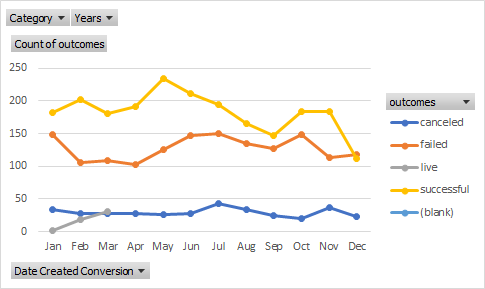 Category Years
Count of outcomes
250
200
150
100
50
0
Jan Feb Mar Apr May Jun Jul Aug Sep Oct Nov Dec
outcomes
canceled
failed
live
successful
(blank)
Date Created Conversion